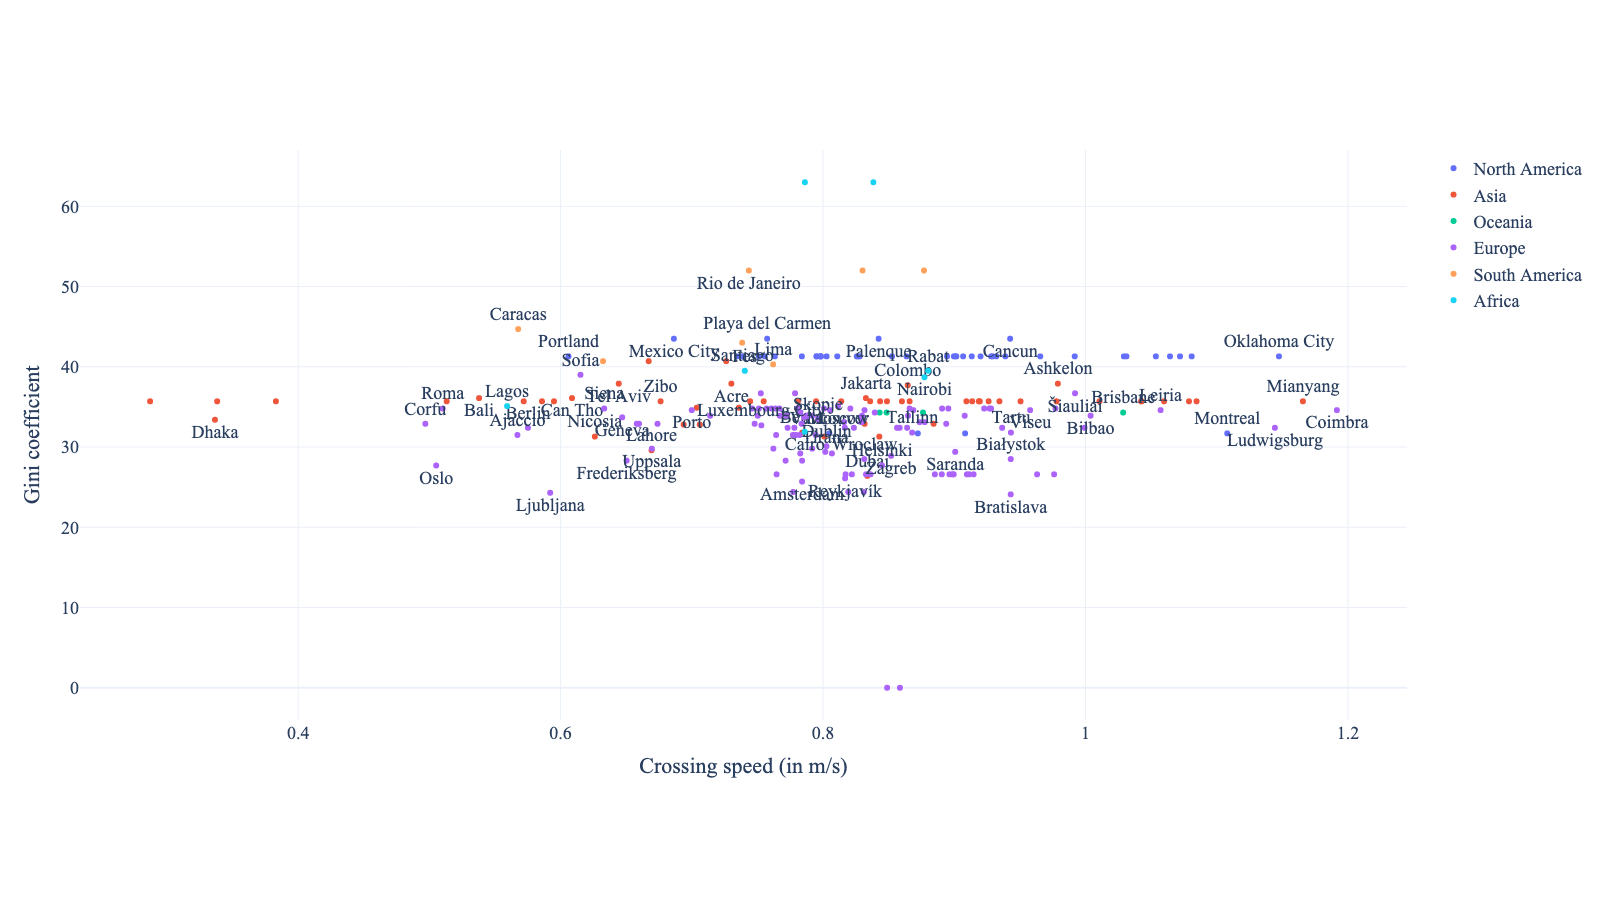 North America
Asia
Oceania
Europe
South America
Africa
Gini coefficient
60
50
40
30
20
10
0
0.4
0.6
0.8
1
1.2
Crossing speed (in m/s)
Rio de Janeiro
Caracas
Playa del Carmen
Portland
Oklahoma City
Mexico City
Santiago
Fes
Lima
Palenque
Rabat
Cancun
Sofia
Colombo
Ashkelon
Roma
Lagos
Siena
Tel Aviv
Zibo
Acre
Jakarta
Nairobi
Brisbane
Leiria
Mianyang
Corfu
Bali
Berlin
Can Tho
Luxembourg
Skopje
Šiauliai
Ajaccio
Nicosia
Porto
Moscow
Tallinn
Tartu
Viseu
Bilbao
Montreal
Coimbra
Dhaka
Geneva
Lahore
Dublin
Tirana
Cairo
Wroclaw
Białystok
Ludwigsburg
Helsinki
Uppsala
Dubai
Zagreb
Saranda
Oslo
Frederiksberg
Ljubljana
Amsterdam
Reykjavík
Bratislava